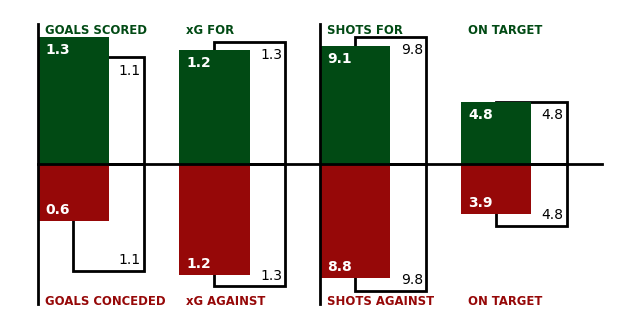 GOALS SCORED xG FOR SHOTS FOR ON TARGET
1.3 1.1 1.2 1.3 9.1 9.8 4.8 4.8
0.6 1.1 1.2 1.3 8.8 9.8 3.9 4.8
GOALS CONCEDED xG AGAINST SHOTS AGAINST ON TARGET